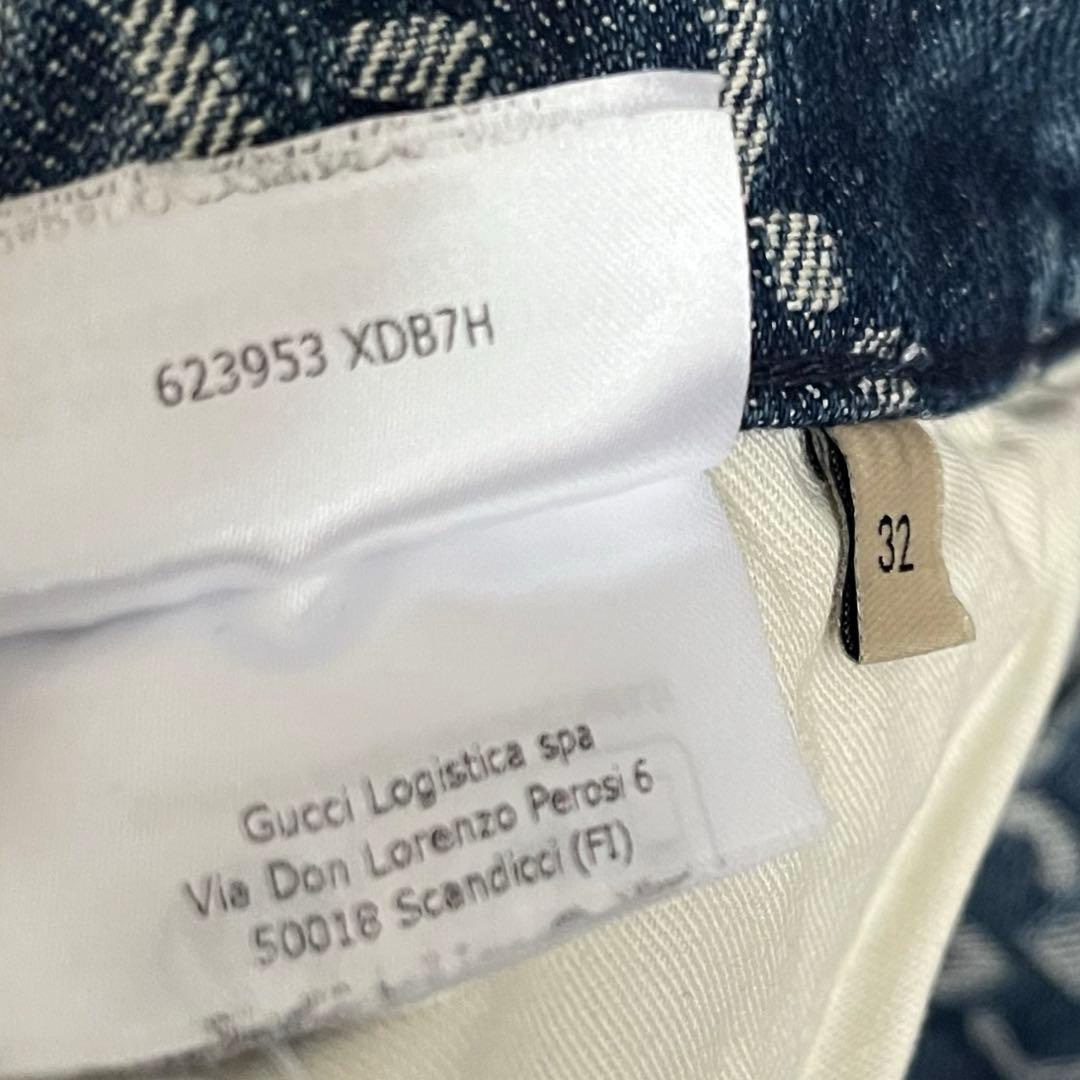 623953 XDB7H
32
Gucci Logistica spa
Via Don Lorenzo Perosi 6
50018 Scandicci (FI)